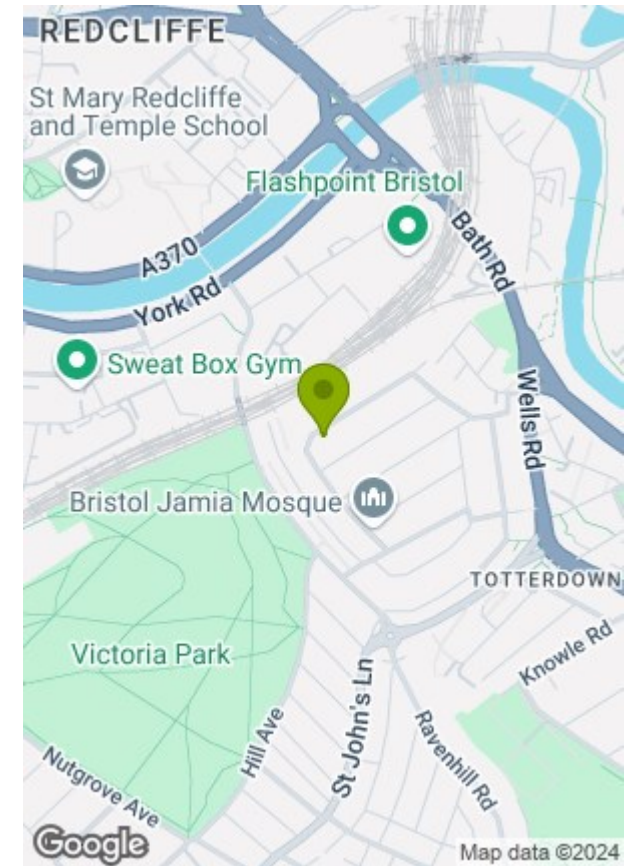 REDCLIFFE
St Mary Redcliffe
and Temple School
Flashpoint Bristol
A370
York Rd
Bath Rd
Sweat Box Gym
Wells Rd
Bristol Jamia Mosque
TOTTERDOWN
Victoria Park
Knowle Rd
Hill Ave
St John's Ln
Ravenhill Rd
Nutgrove Ave
Google
Map data ©2024